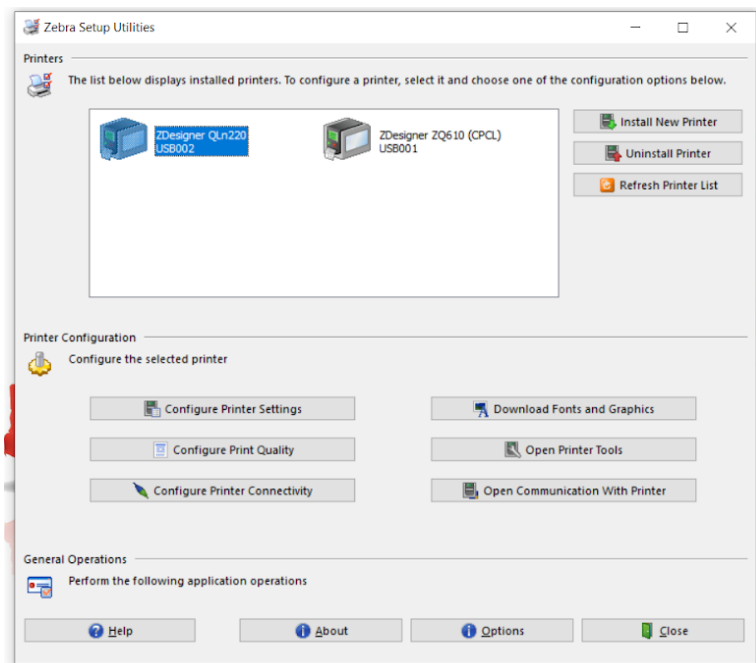 Zebra Setup Utilities
Printers
The list below displays installed printers. To configure a printer, select it and choose one of the configuration options below.
ZDesigner QLn220
USB002
ZDesigner ZQ610 (CPCL)
USB001
Install New Printer
Uninstall Printer
Refresh Printer List
Printer Configuration
Configure the selected printer
Configure Printer Settings
Download Fonts and Graphics
Configure Print Quality
Open Printer Tools
Configure Printer Connectivity
Open Communication With Printer
General Operations
Perform the following application operations
Help
About
Options
Close